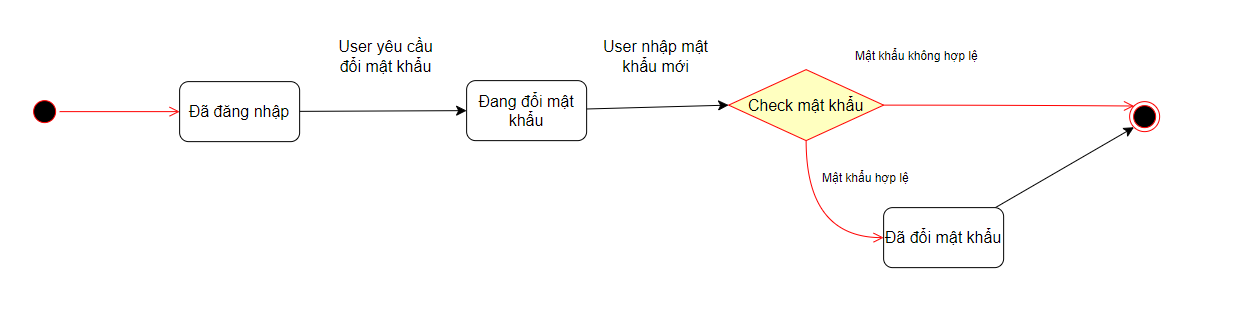 User yêu cầu
đổi mật khẩu
User nhập mật
khẩu mới
Mật khẩu không hợp lệ
Đã đăng nhập
Đang đổi mật
khẩu
Check mật khẩu
Mật khẩu hợp lệ
Đã đổi mật khẩu